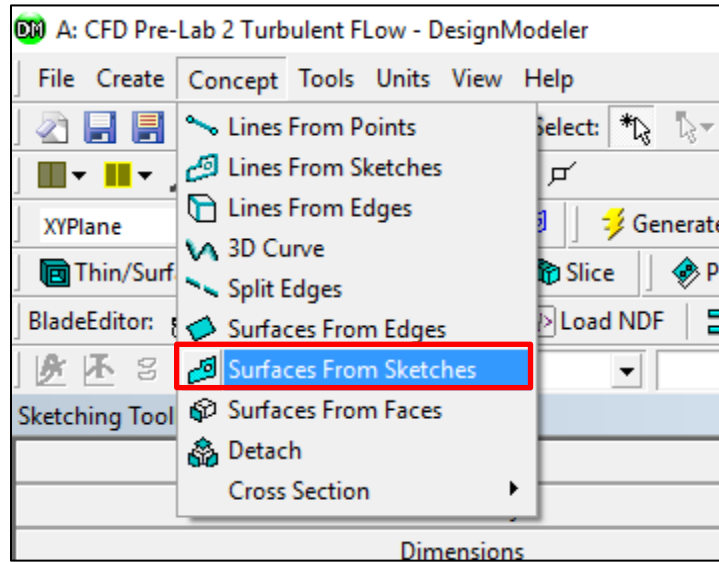 DM A: CFD Pre-Lab 2 Turbulent FLow - DesignModeler
File Create Concept Tools Units View Help
Lines From Points
Select:
Lines From Sketches
Lines From Edges
XYPlane
Generate
3D Curve
Thin/Surf
Slice
P
Split Edges
BladeEditor:
Surfaces From Edges
Load NDF
Surfaces From Sketches
Sketching Tool
Surfaces From Faces
Detach
Cross Section
Dimensions